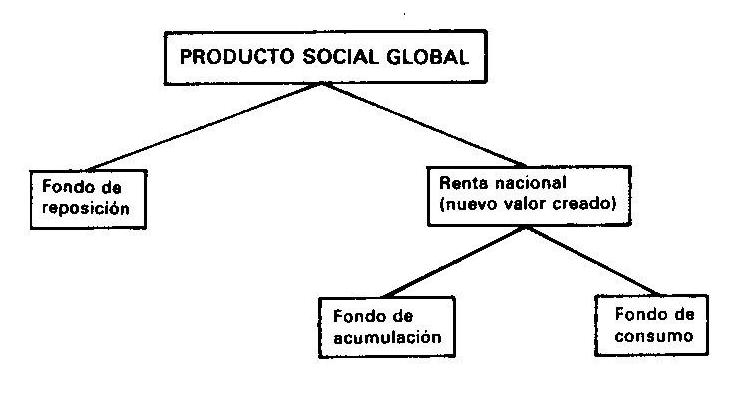 PRODUCTO SOCIAL GLOBAL
Fondo de
reposición
Renta nacional
(nuevo valor creado)
Fondo de
acumulación
Fondo de
consumo